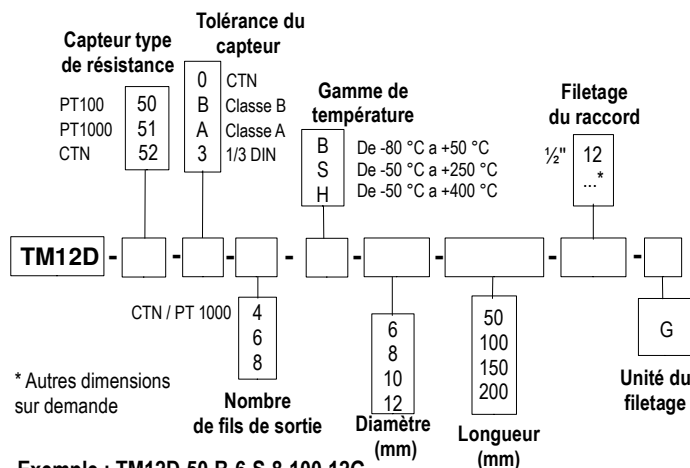 Capteur type
de résistance
Tolérance du
capteur
PT100 50
PT1000 51
CTN 52
0 CTN
B Classe B
A Classe A
3 1/3 DIN
Gamme de
température
B De -80 °C a +50 °C
S De -50 °C a +250 °C
H De -50 °C a +400 °C
Filetage
du raccord
½" 12
...*
TM12D - - - - - - - -
CTN / PT 1000 4
6
8
Nombre
de fils de sortie
6
8
10
12
Diamètre
(mm)
50
100
150
200
Longueur
(mm)
G
Unité du
filetage
* Autres dimensions
sur demande
Exemple : TM12D-50-B-6-S-8-100-12G